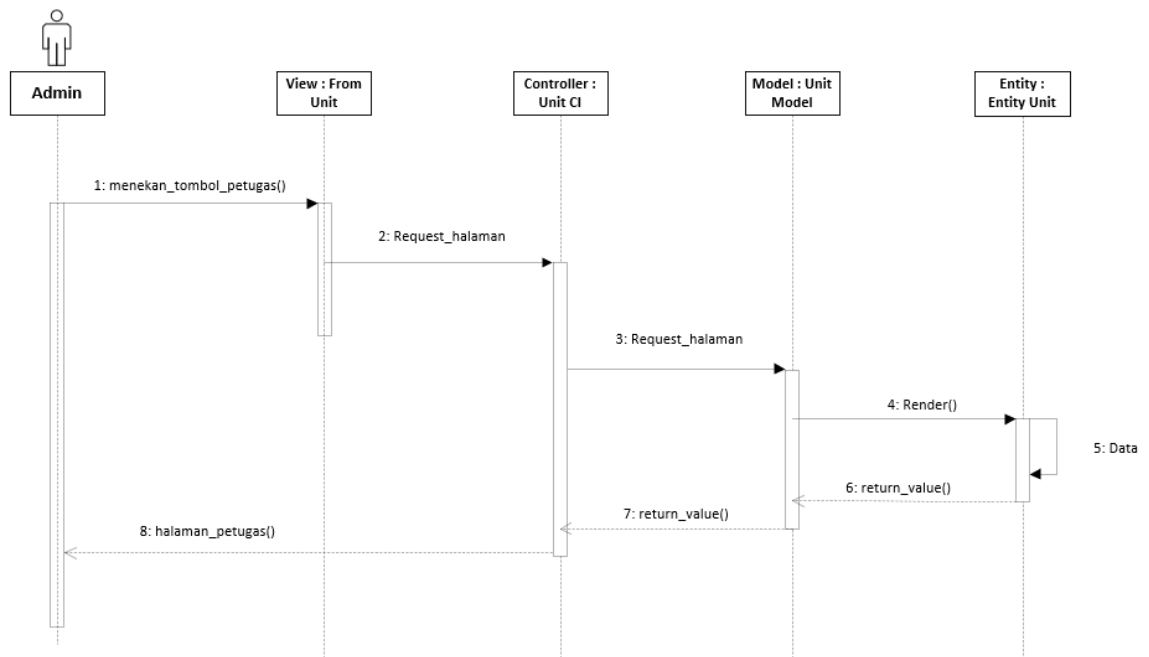 Admin
View : From
Unit
Controller :
Unit CI
Model : Unit
Model
Entity :
Entity Unit
1: menekan_tombol_petugas()
2: Request_halaman
3: Request_halaman
4: Render()
5: Data
6: return_value()
7: return_value()
8: halaman_petugas()